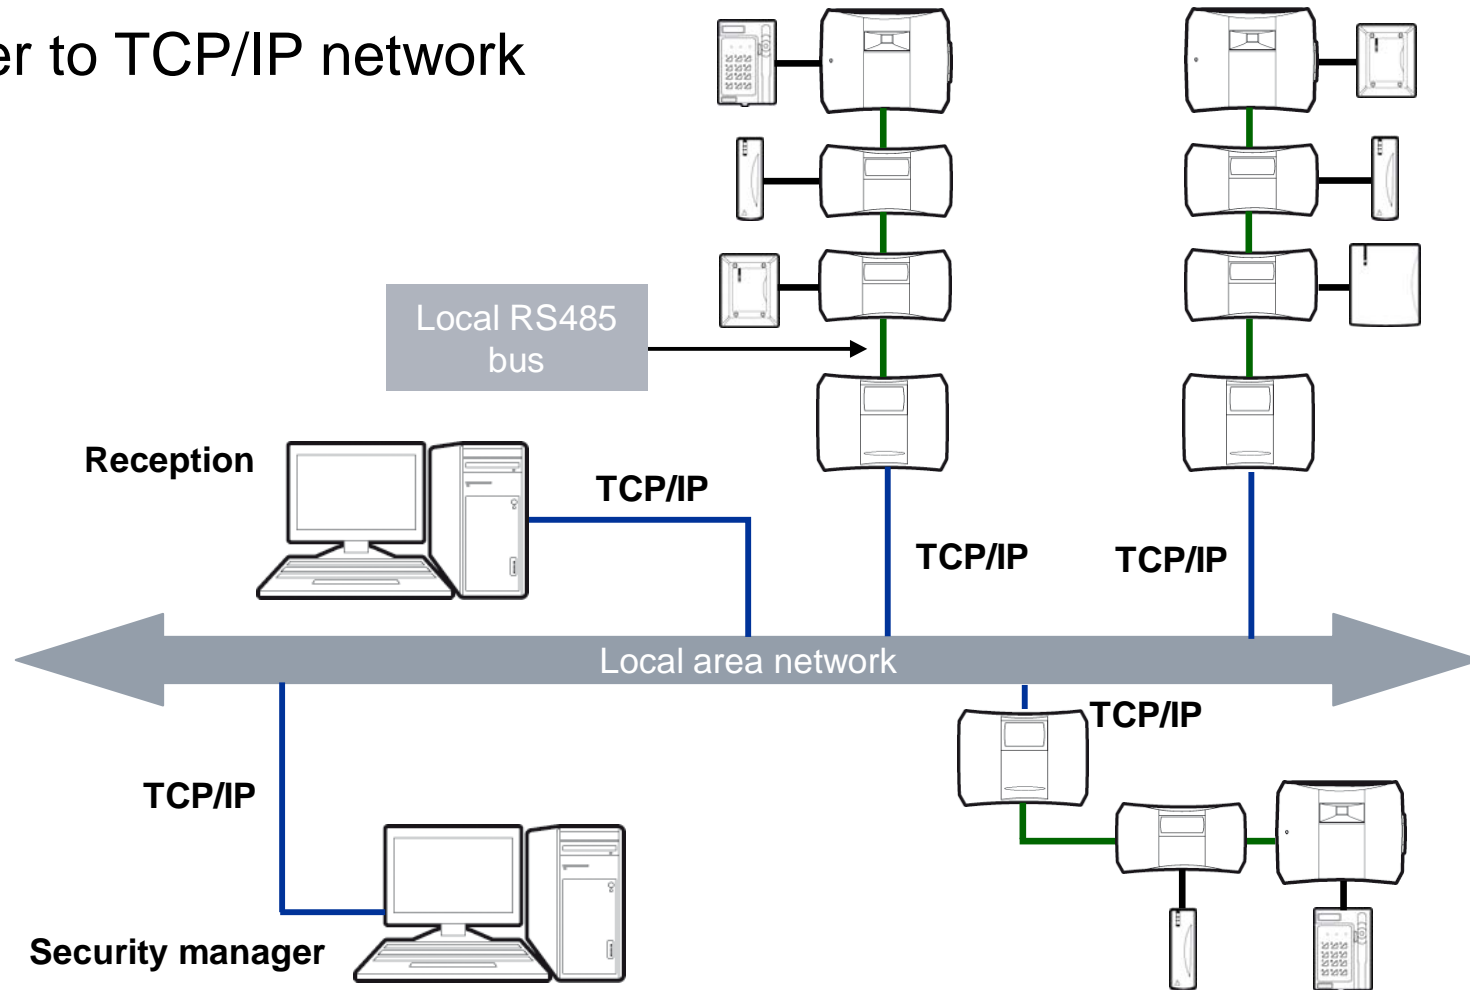 er to TCP/IP network
Local RS485
bus
Reception
TCP/IP
TCP/IP
TCP/IP
Local area network
TCP/IP
TCP/IP
Security manager